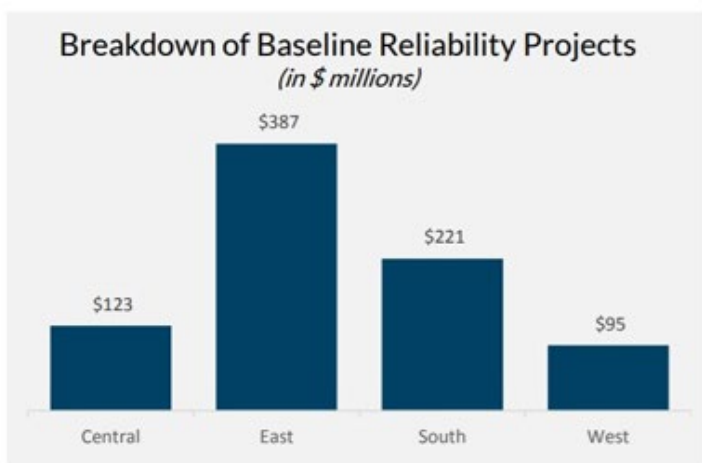 Breakdown of Baseline Reliability Projects
(in $ millions)
$387
$221
$123
$95
Central East South West